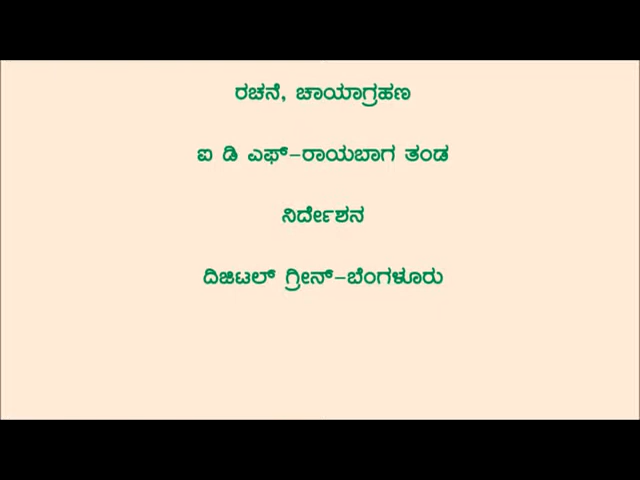 ರಚನೆ, ಚಾಯಾಗ್ರಹಣ
ಐ ಡಿ ಎಫ್-ರಾಯಬಾಗ ತಂಡ
ನಿರ್ದೇಶನ
ದಿಜಿಟಲ್ ಗ್ರೀನ್-ಬೆಂಗಳೂರು